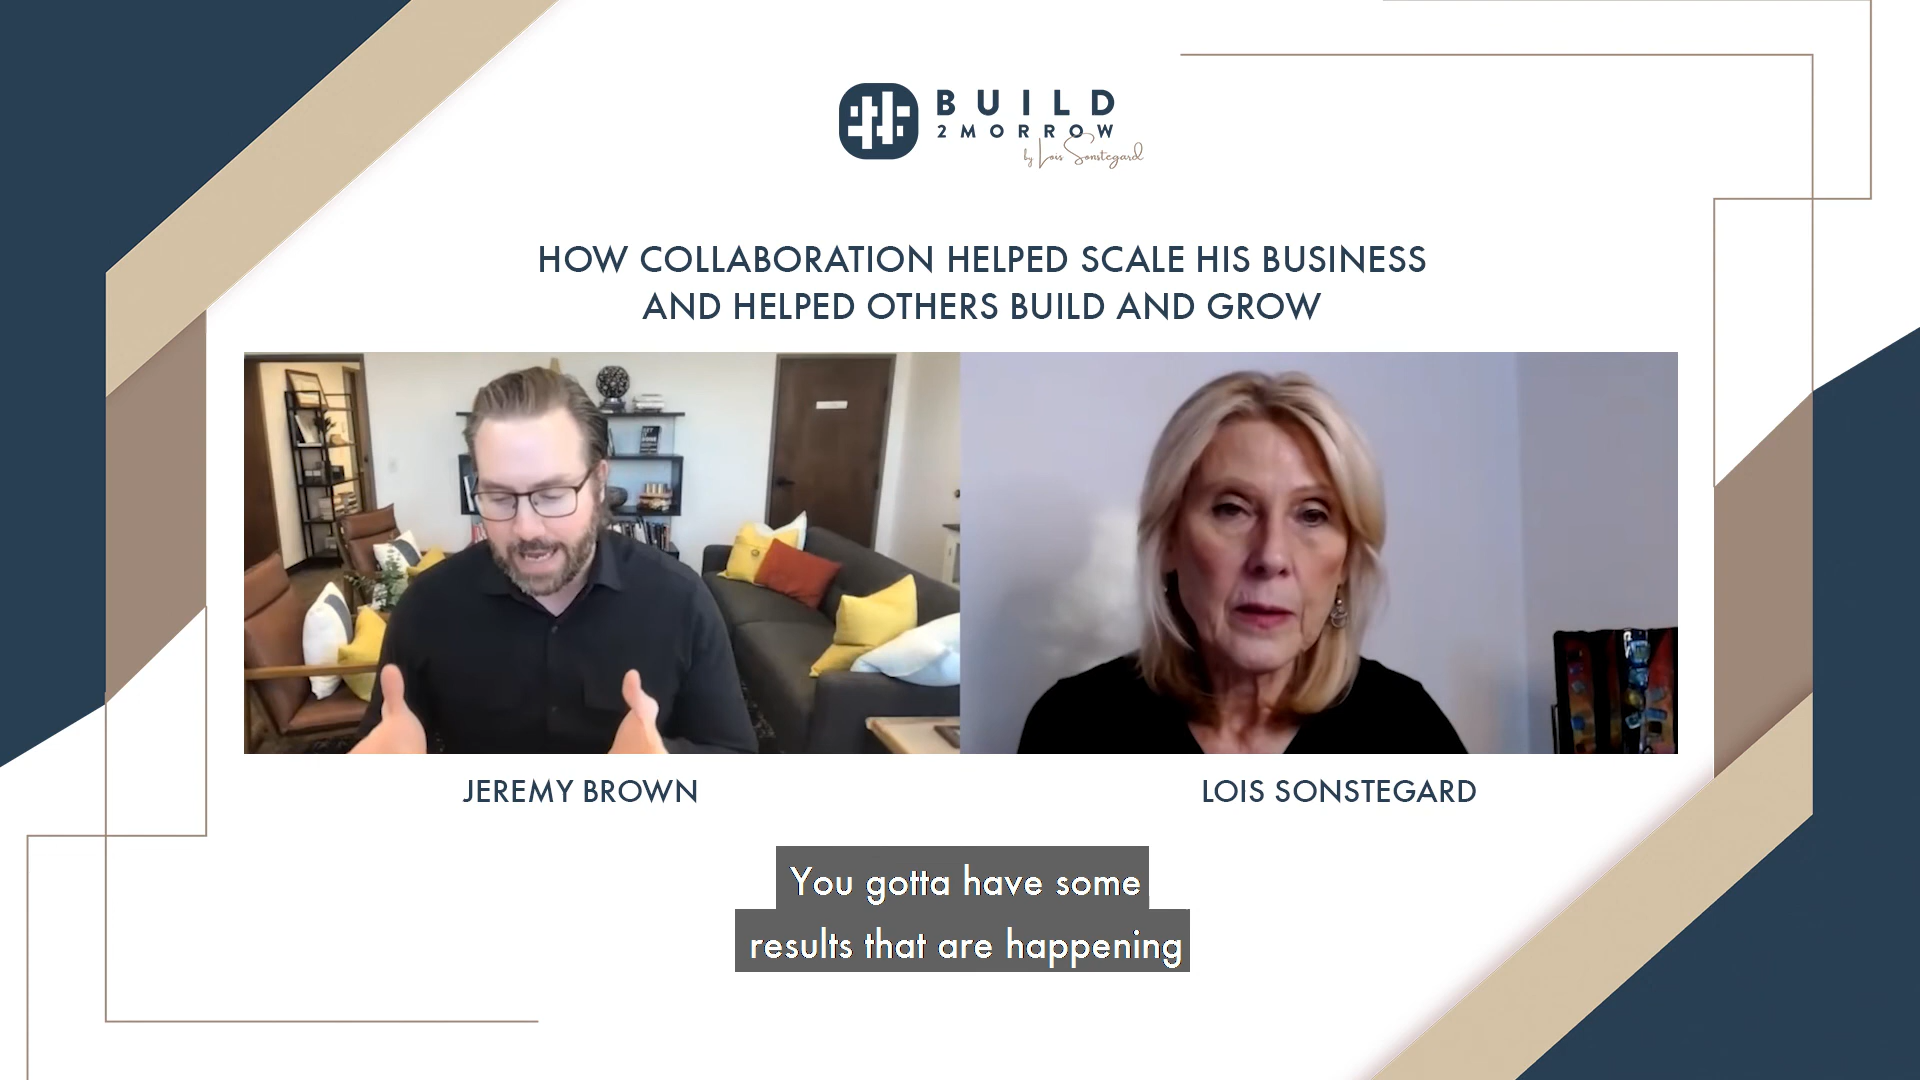 BUILD
2MORROW
by Lois Sonstegard
HOW COLLABORATION HELPED SCALE HIS BUSINESS
AND HELPED OTHERS BUILD AND GROW
JEREMY BROWN
LOIS SONSTEGARD
You gotta have some
results that are happening